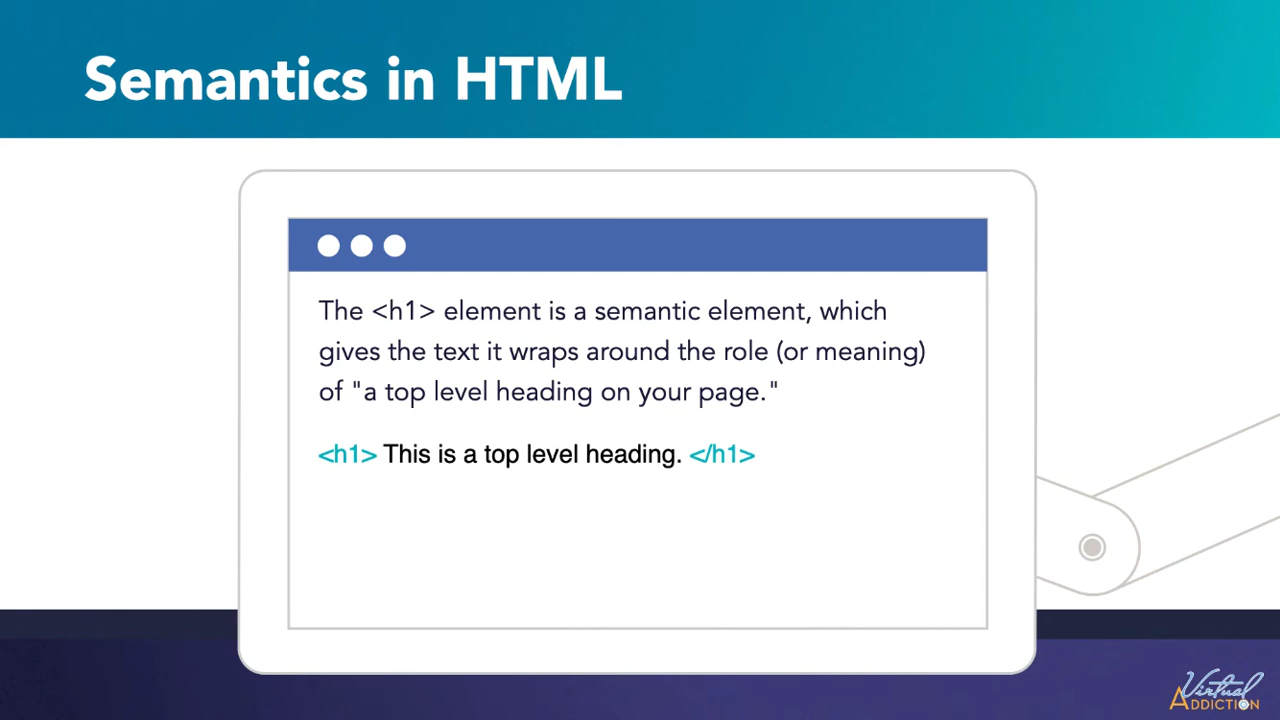 Semantics in HTML
The <h1> element is a semantic element, which
gives the text it wraps around the role (or meaning)
of "a top level heading on your page."
<h1> This is a top level heading. </h1>
Virtual
ADDICTION